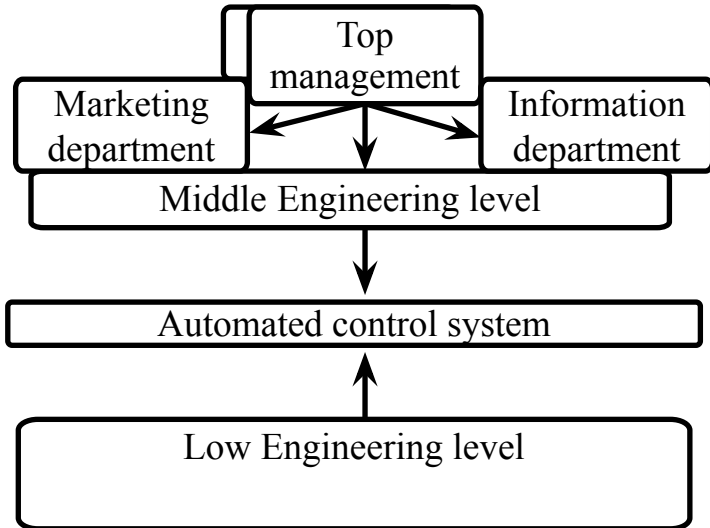 Top
management
Marketing
department
Information
department
Middle Engineering level
Automated control system
Low Engineering level